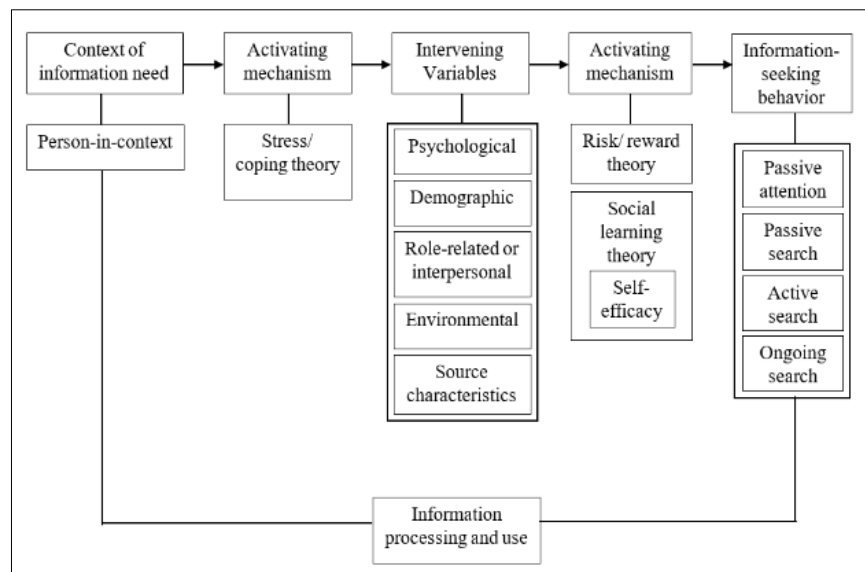 Context of
information need
Activating
mechanism
Intervening
Variables
Activating
mechanism
Information-
seeking
behavior
Person-in-context
Stress/
coping theory
Psychological
Demographic
Role-related or
interpersonal
Environmental
Source
characteristics
Risk/ reward
theory
Social
learning
theory
Self-
efficacy
Passive
attention
Passive
search
Active
search
Ongoing
search
Information
processing and use